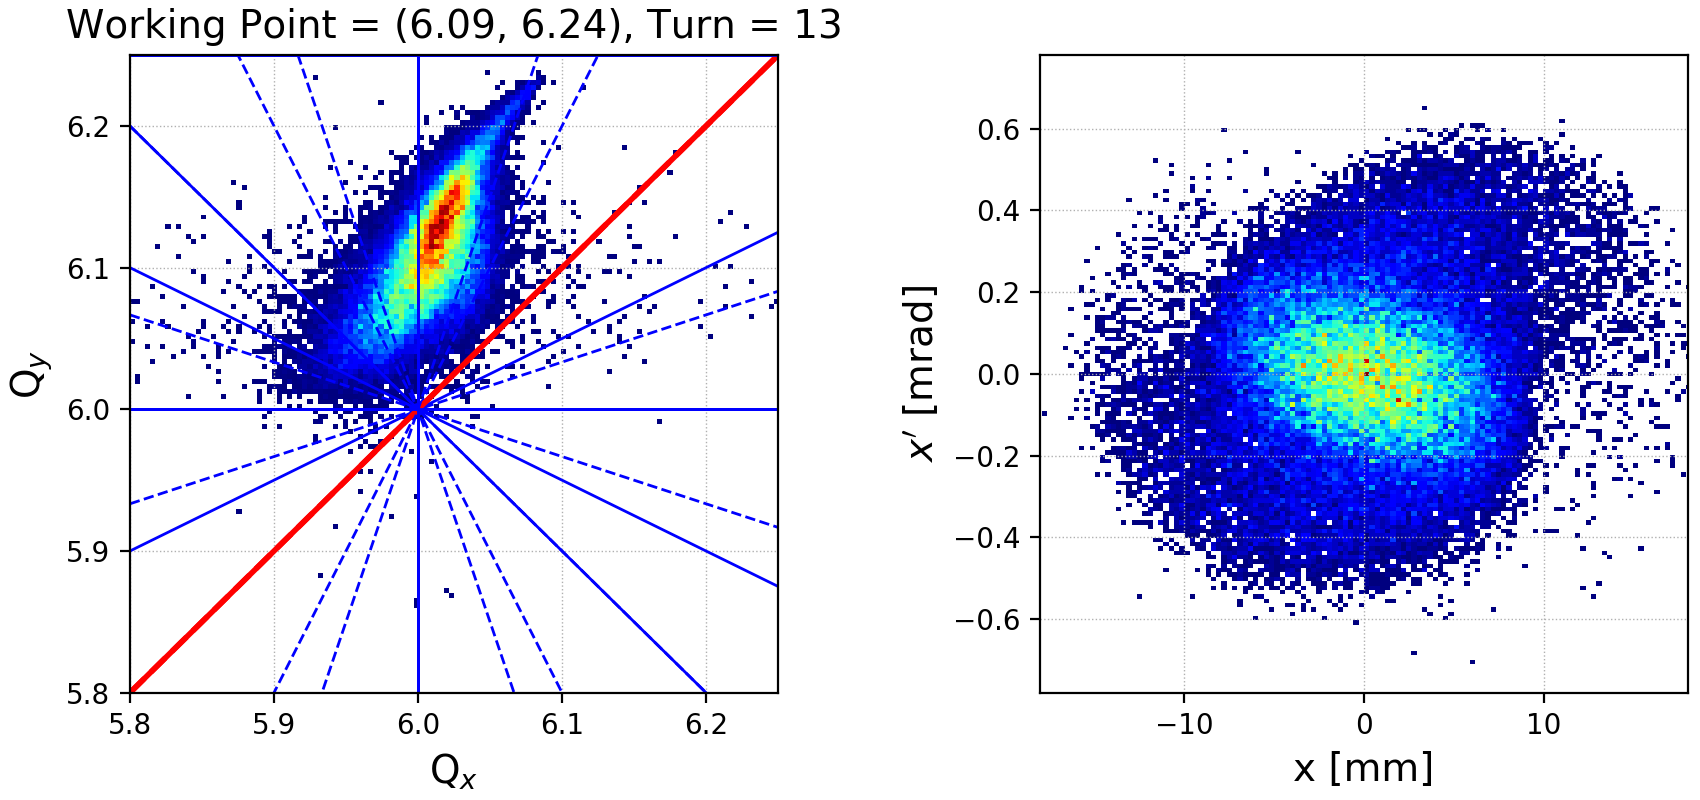 Working Point = (6.09, 6.24), Turn = 13
6.2
6.1
6.0
5.9
5.8
Q_y
5.8 5.9 6.0 6.1 6.2
Q_x
0.6
0.4
0.2
0.0
−0.2
−0.4
−0.6
x′ [mrad]
−10 0 10
x [mm]